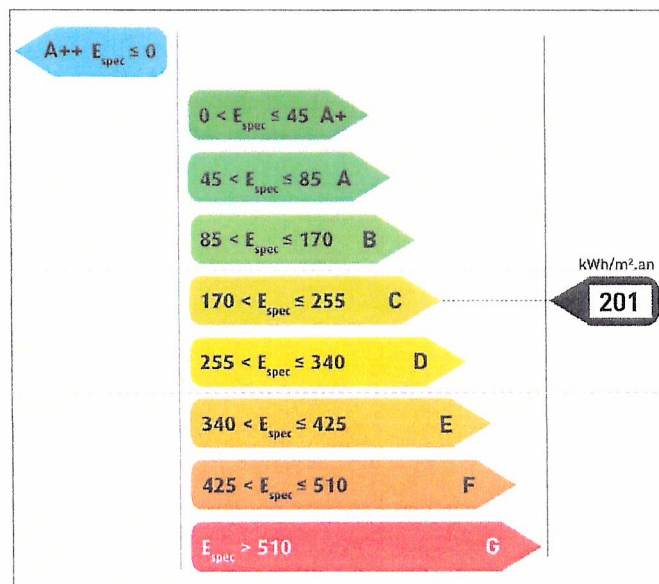 A++ Espec ≤ 0
0 < Espec ≤ 45 A+
45 < Espec ≤ 85 A
85 < Espec ≤ 170 B
kWh/m².an
170 < Espec ≤ 255 C
201
255 < Espec ≤ 340 D
340 < Espec ≤ 425 E
425 < Espec ≤ 510 F
Espec > 510 G